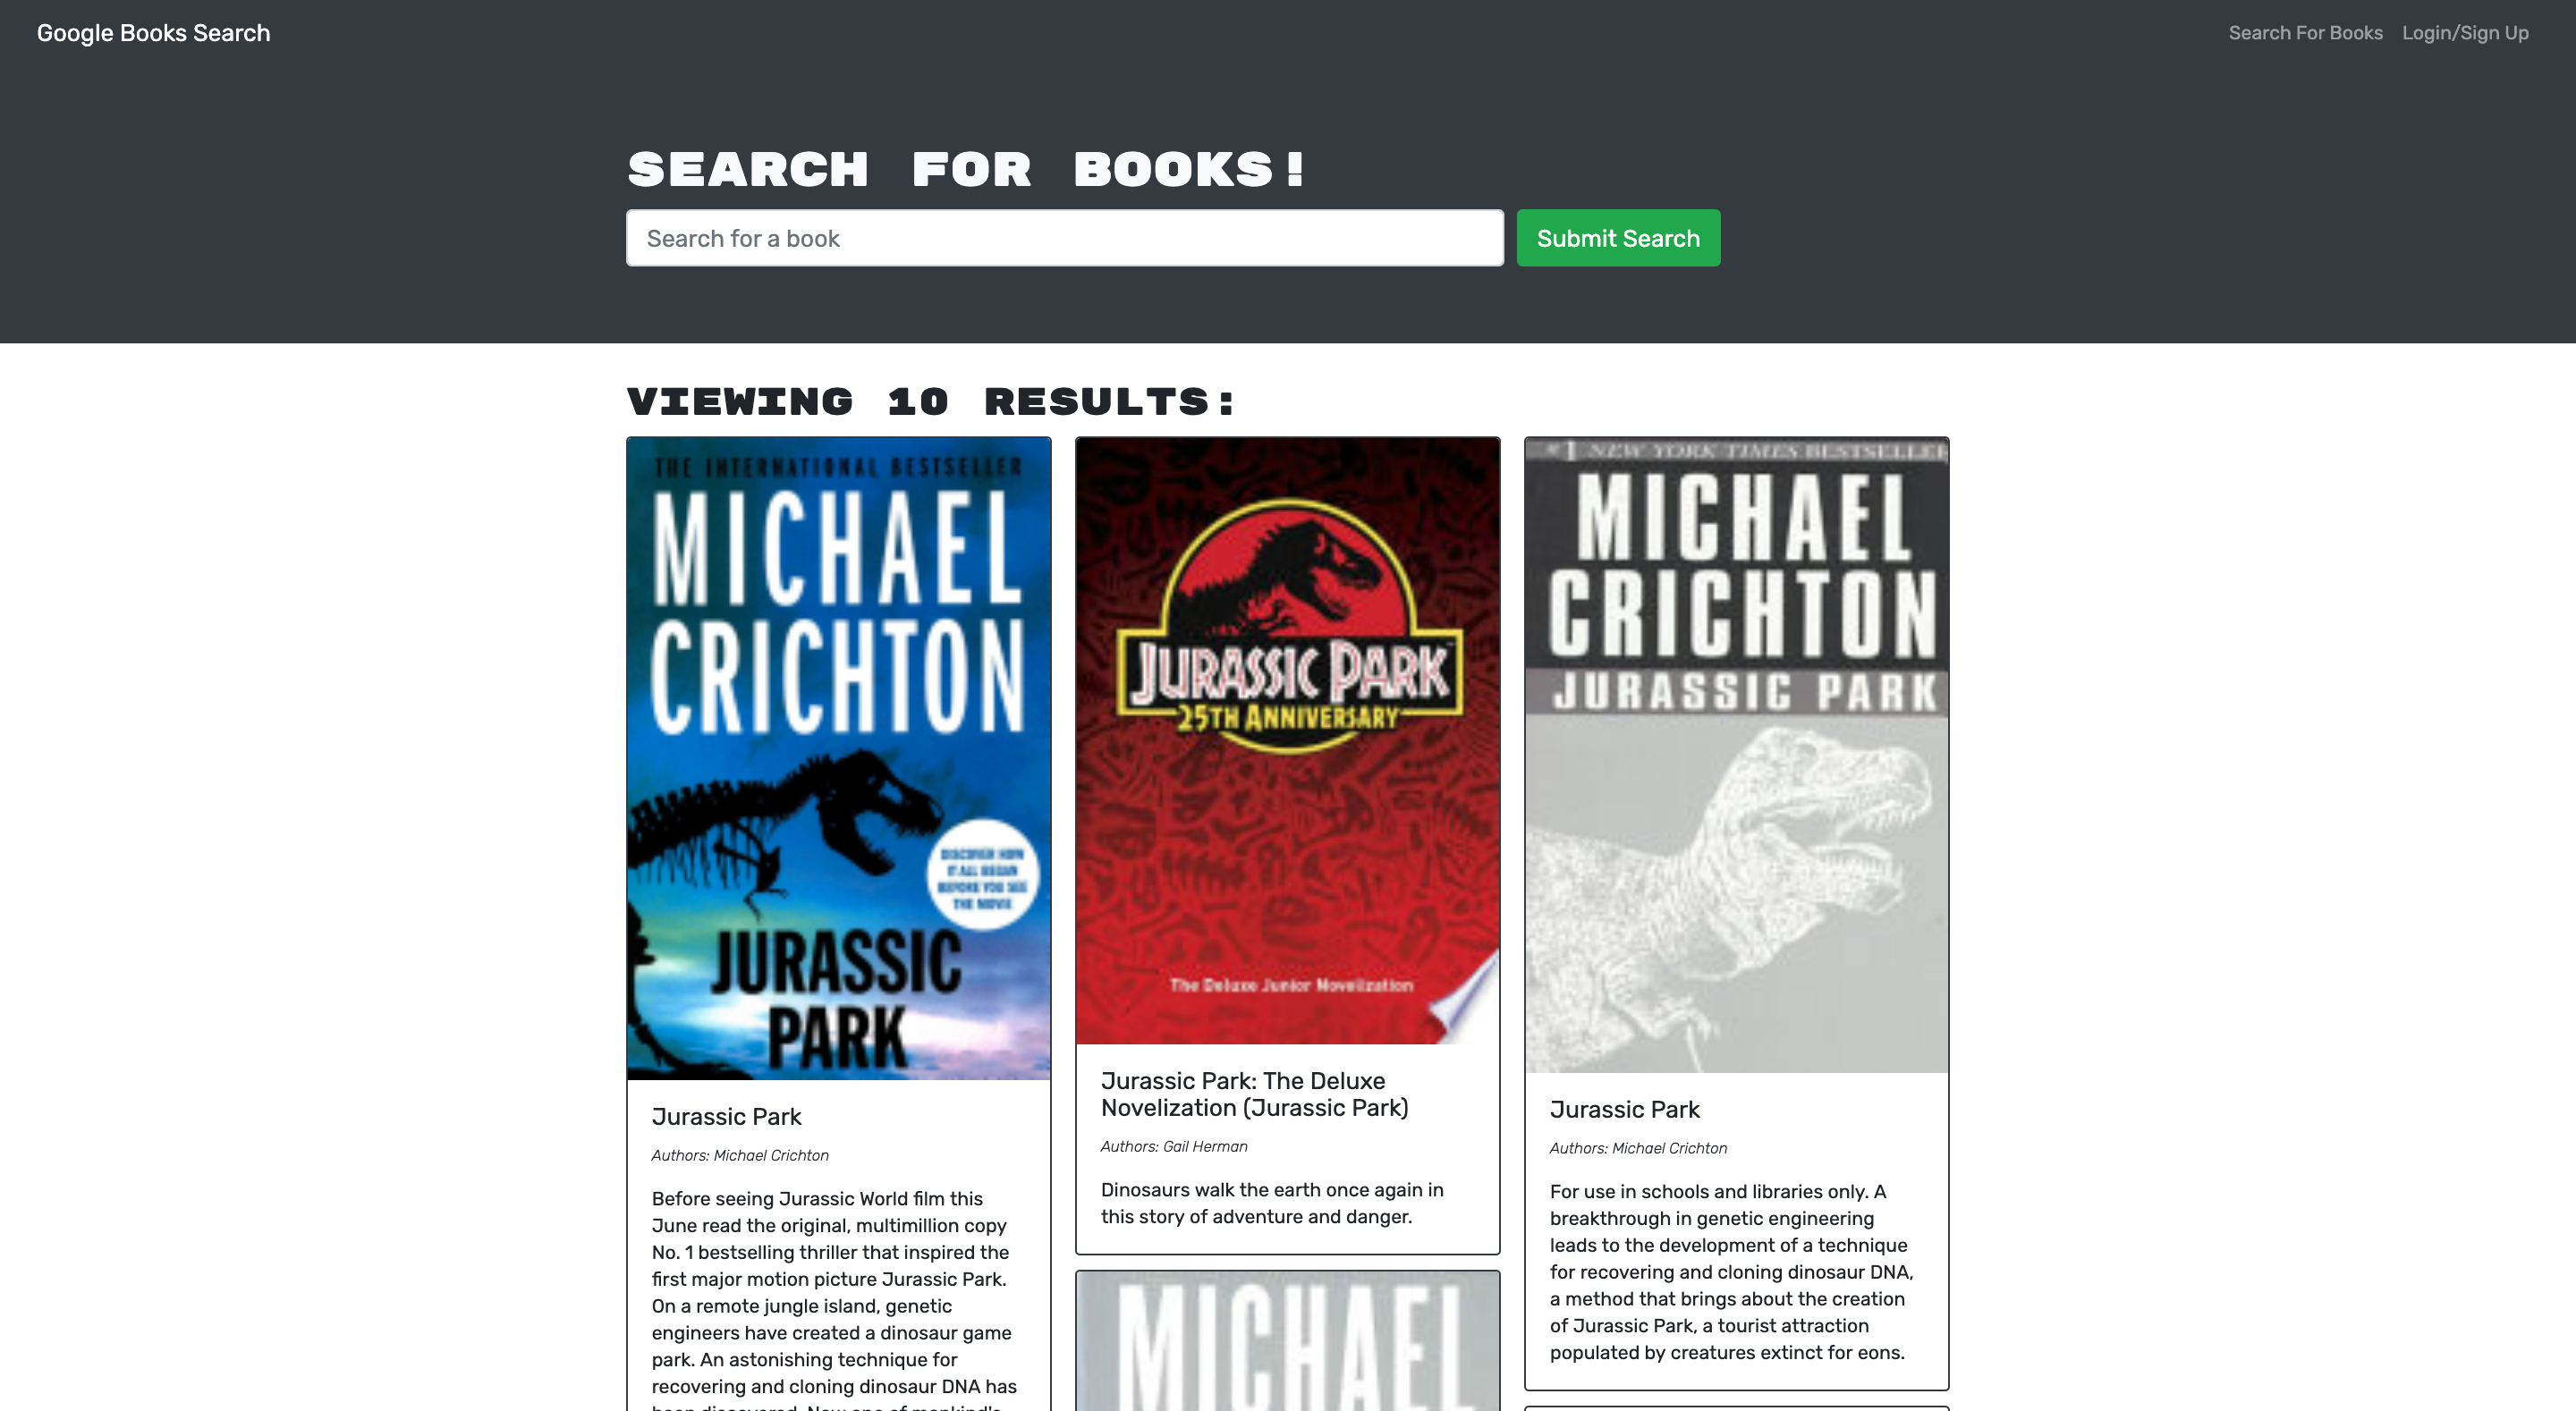 Google Books Search
Search For Books
Login/Sign Up
SEARCH FOR BOOKS!
Search for a book
Submit Search
VIEWING 10 RESULTS:
THE INTERNATIONAL BESTSELLER
MICHAEL
CRICHTON
DISCOVER HOW
IT ALL BEGAN
BEFORE YOU SEE
THE MOVIE
JURASSIC
PARK
Jurassic Park
Authors: Michael Crichton
Before seeing Jurassic World film this
June read the original, multimillion copy
No. 1 bestselling thriller that inspired the
first major motion picture Jurassic Park.
On a remote jungle island, genetic
engineers have created a dinosaur game
park. An astonishing technique for
recovering and cloning dinosaur DNA has
been discovered. Now one of mankind's
JURASSIC PARK
25TH ANNIVERSARY
The Deluxe Junior Novelization
Jurassic Park: The Deluxe
Novelization (Jurassic Park)
Authors: Gail Herman
Dinosaurs walk the earth once again in
this story of adventure and danger.
MICHAEL
#1 NEW YORK TIMES BESTSELLER
MICHAEL
CRICHTON
JURASSIC PARK
Jurassic Park
Authors: Michael Crichton
For use in schools and libraries only. A
breakthrough in genetic engineering
leads to the development of a technique
for recovering and cloning dinosaur DNA,
a method that brings about the creation
of Jurassic Park, a tourist attraction
populated by creatures extinct for eons.